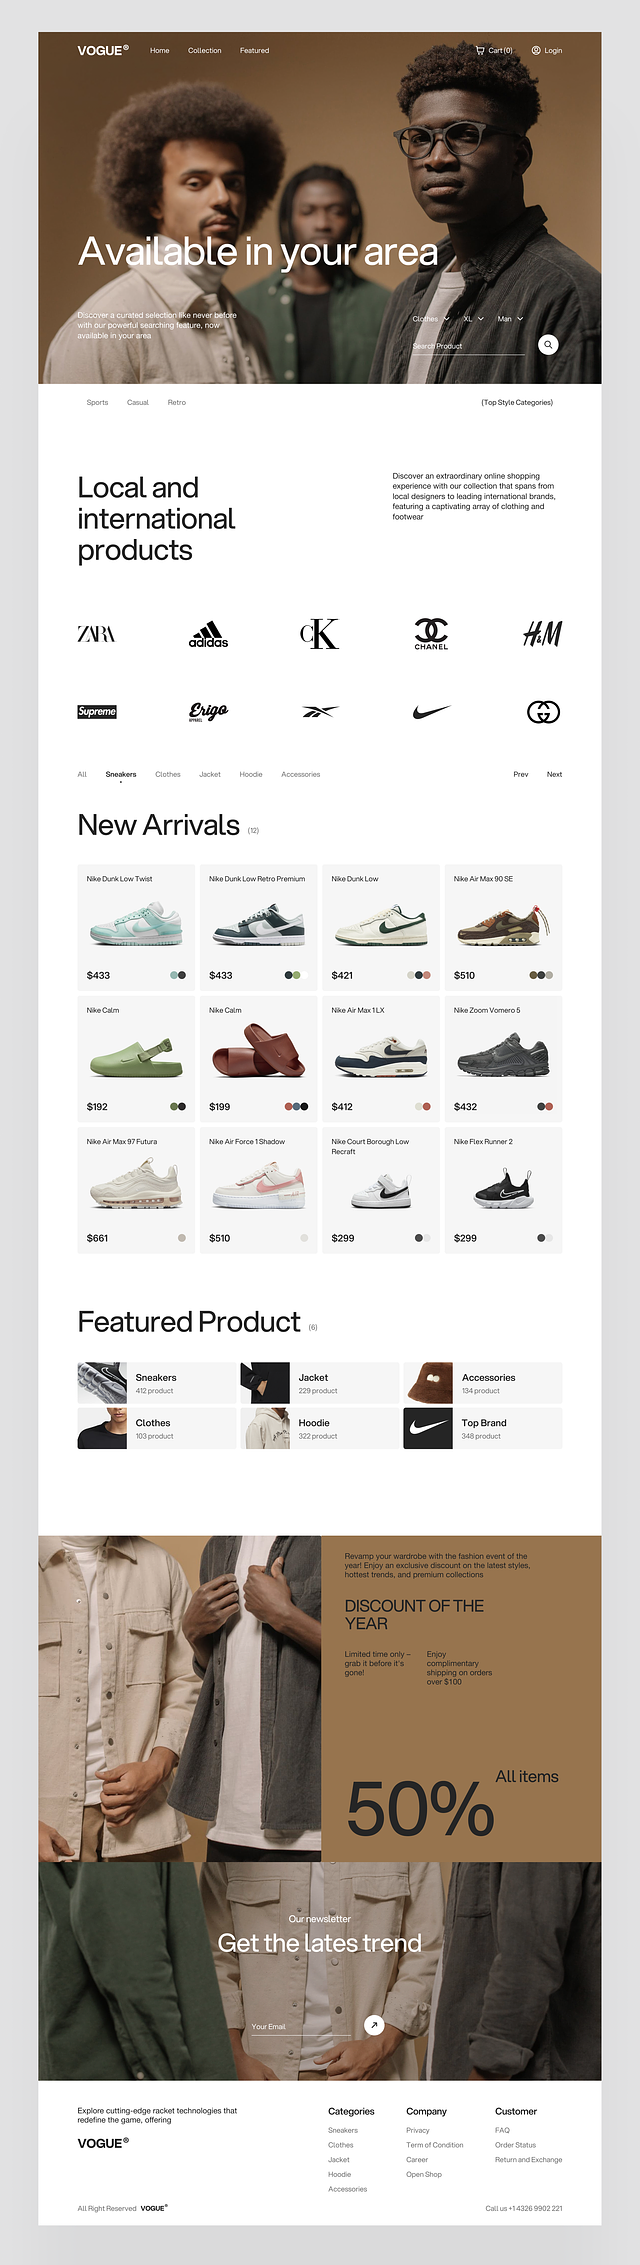 VOGUE®
Home
Collection
Featured
Cart (0)
Login
Available in your area
Discover a curated selection like never before
with our powerful searching feature, now
available in your area
Clothes
XL
Man
Search Product
Sports
Casual
Retro
(Top Style Categories)
Local and
international
products
Discover an extraordinary online shopping
experience with our collection that spans from
local designers to leading international brands,
featuring a captivating array of clothing and
footwear
ZARA
adidas
CK
CHANEL
H&M
Supreme
Erigo
APPAREL
All
Sneakers
Clothes
Jacket
Hoodie
Accessories
Prev
Next
New Arrivals
(12)
Nike Dunk Low Twist
Nike Dunk Low Retro Premium
Nike Dunk Low
Nike Air Max 90 SE
$433
$433
$421
$510
Nike Calm
Nike Calm
Nike Air Max 1 LX
Nike Zoom Vomero 5
$192
$199
$412
$432
Nike Air Max 97 Futura
Nike Air Force 1 Shadow
Nike Court Borough Low
Recraft
Nike Flex Runner 2
$661
$510
$299
$299
Featured Product
(6)
Sneakers
412 product
Jacket
229 product
Accessories
134 product
Clothes
103 product
Hoodie
322 product
Top Brand
348 product
Revamp your wardrobe with the fashion event of the
year! Enjoy an exclusive discount on the latest styles,
hottest trends, and premium collections
DISCOUNT OF THE
YEAR
Limited time only –
grab it before it's
gone!
Enjoy
complimentary
shipping on orders
over $100
All items
50%
Our newsletter
Get the lates trend
Your Email
Explore cutting-edge racket technologies that
redefine the game, offering
VOGUE®
Categories
Sneakers
Clothes
Jacket
Hoodie
Accessories
Company
Privacy
Term of Condition
Career
Open Shop
Customer
FAQ
Order Status
Return and Exchange
All Right Reserved VOGUE®
Call us +1 4326 9902 221